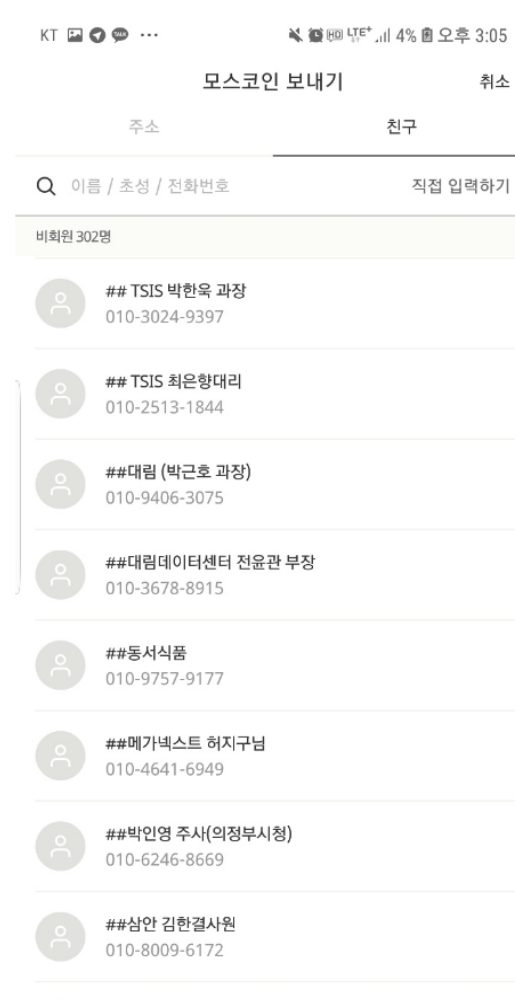 KT ... LTE+ 4% 오후 3:05
모스코인 보내기 취소
주소 친구
이름 / 초성 / 전화번호 직접 입력하기
비회원 302명
## TSIS 박한욱 과장
010-3024-9397
## TSIS 최은향대리
010-2513-1844
##대림 (박근호 과장)
010-9406-3075
##대림데이터센터 전윤관 부장
010-3678-8915
##동서식품
010-9757-9177
##메가넥스트 허지구님
010-4641-6949
##박인영 주사(의정부시청)
010-6246-8669
##삼안 김한결사원
010-8009-6172